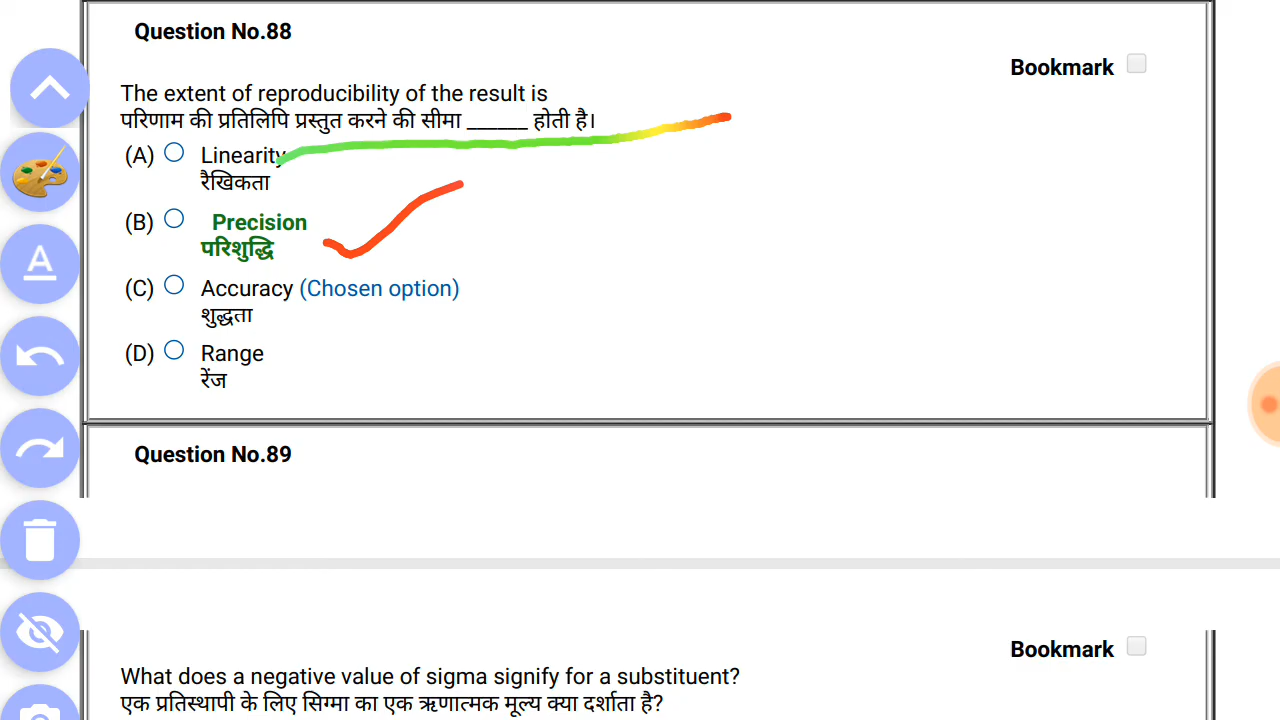 Question No.88
Bookmark
The extent of reproducibility of the result is
परिणाम की प्रतिलिपि प्रस्तुत करने की सीमा ______ होती है।
(A) Linearity
रैखिकता
(B) Precision
परिशुद्धि
(C) Accuracy (Chosen option)
शुद्धता
(D) Range
रेंज
Question No.89
Bookmark
What does a negative value of sigma signify for a substituent?
एक प्रतिस्थापी के लिए सिग्मा का एक ऋणात्मक मूल्य क्या दर्शाता है?
A